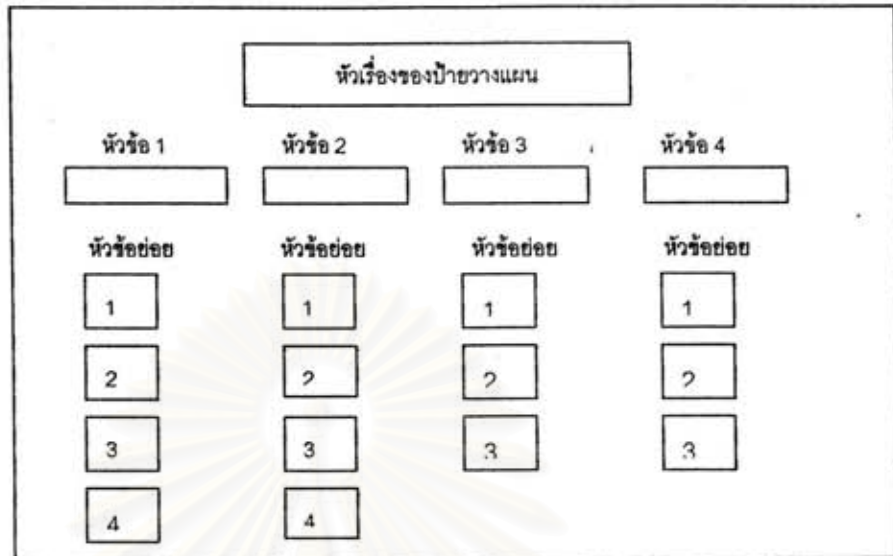 หัวเรื่องของป้ายวางแผน
หัวข้อ 1 หัวข้อ 2 หัวข้อ 3 หัวข้อ 4
หัวข้อย่อย หัวข้อย่อย หัวข้อย่อย หัวข้อย่อย
1 1 1 1
2 2 2 2
3 3 3 3
4 4